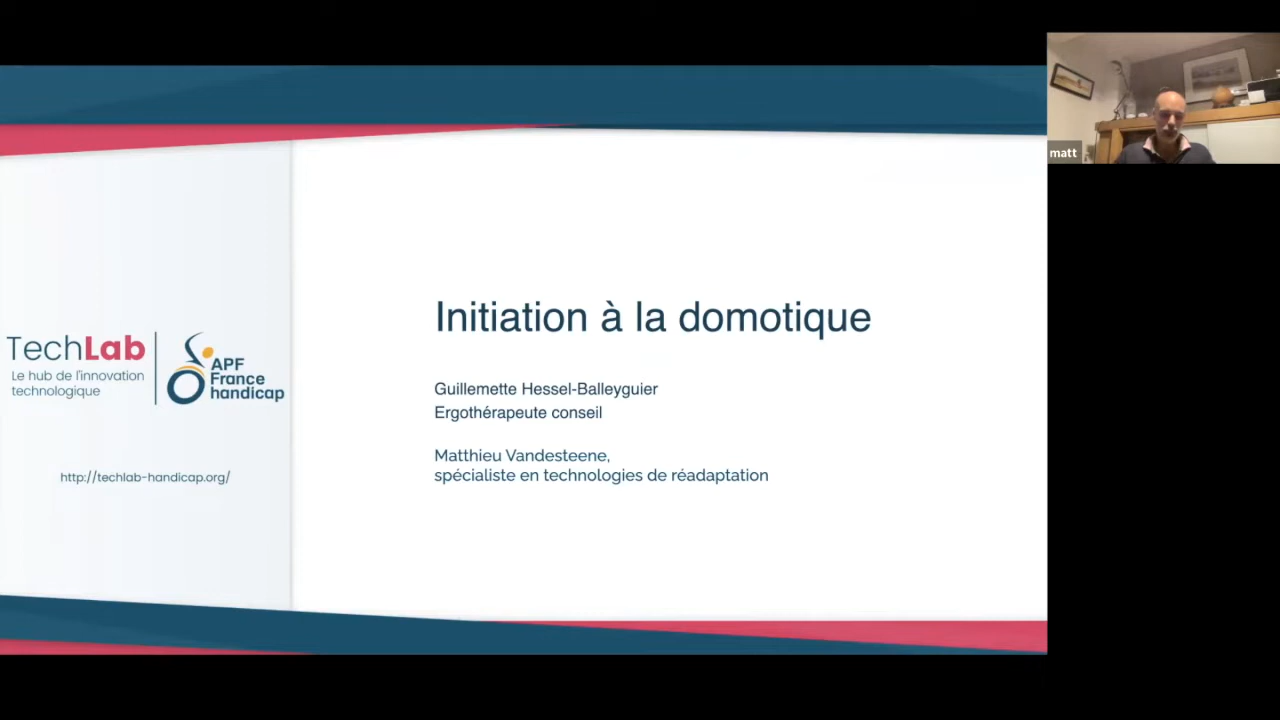 Initiation à la domotique
Guillemette Hessel-Balleyguier
Ergothérapeute conseil
Matthieu Vandesteene,
spécialiste en technologies de réadaptation
TechLab
Le hub de l'innovation
technologique
APF
France
handicap
http://techlab-handicap.org/
matt